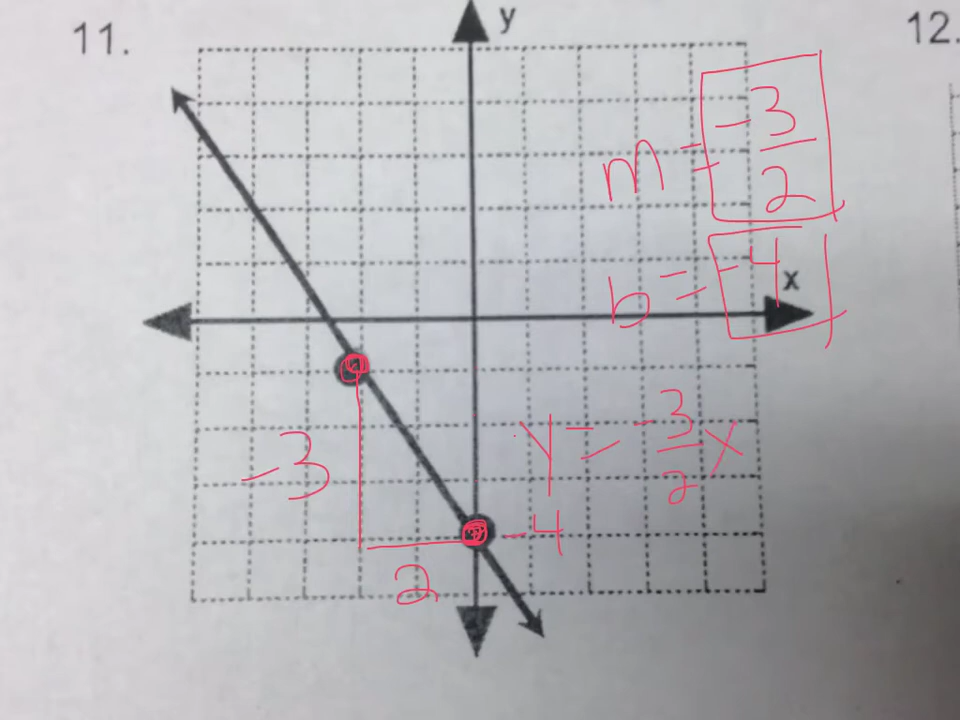 11.
y
12.
m = -3/2
b = -4
x
y = -3/2 x
-3
-4
2